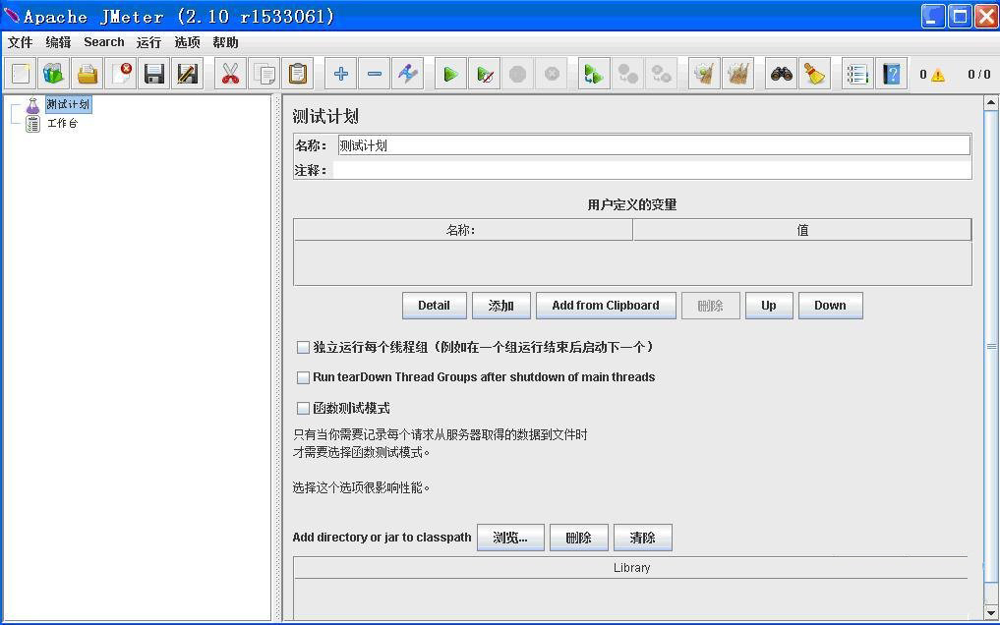 Apache JMeter (2.10 r1533061)
文件 编辑 Search 运行 选项 帮助
0 0 / 0
测试计划
工作台
测试计划
名称： 测试计划
注释：
用户定义的变量
名称： 值
Detail 添加 Add from Clipboard 删除 Up Down
独立运行每个线程组（例如在一个组运行结束后启动下一个）
Run tearDown Thread Groups after shutdown of main threads
函数测试模式
只有当你需要记录每个请求从服务器取得的数据到文件时
才需要选择函数测试模式。
选择这个选项很影响性能。
Add directory or jar to classpath 浏览... 删除 清除
Library